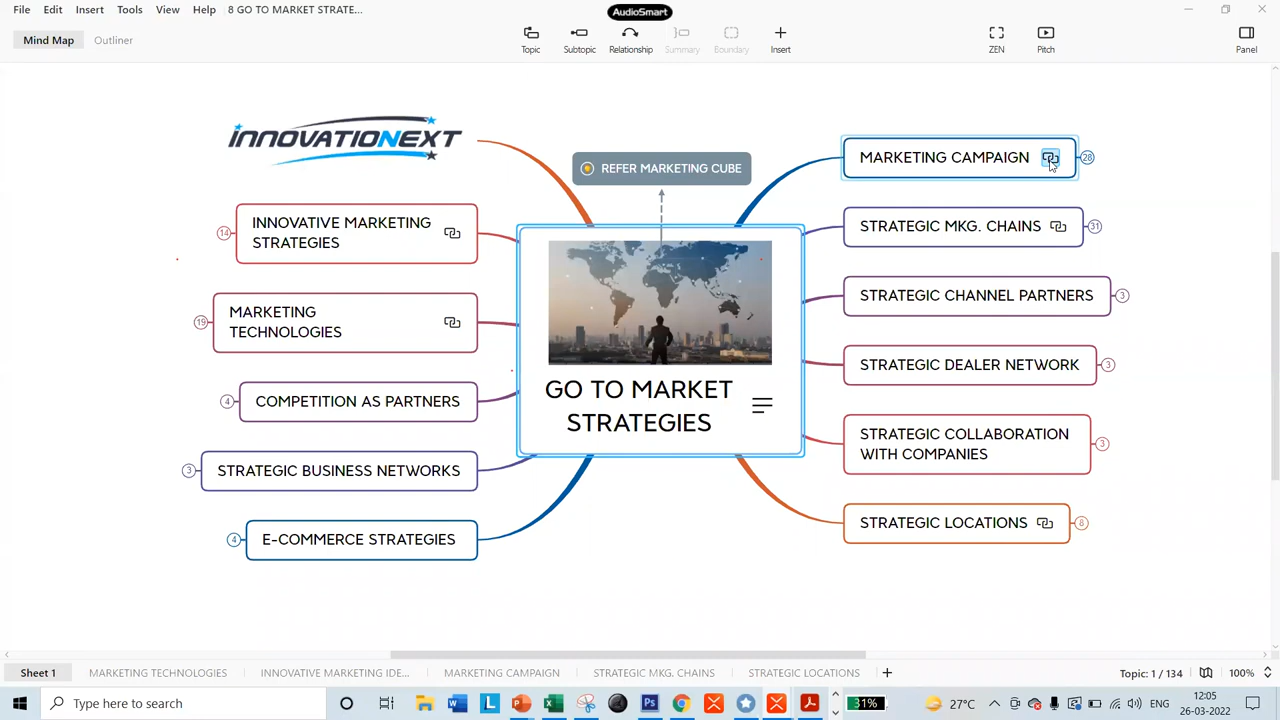 File Edit Insert Tools View Help 8 GO TO MARKET STRATE...
AudioSmart
Mind Map Outliner
Topic Subtopic Relationship Summary Boundary Insert ZEN Pitch Panel
INNOVATIONEXT
REFER MARKETING CUBE
MARKETING CAMPAIGN 28
14 INNOVATIVE MARKETING
STRATEGIES
STRATEGIC MKG. CHAINS 31
STRATEGIC CHANNEL PARTNERS 3
19 MARKETING
TECHNOLOGIES
STRATEGIC DEALER NETWORK 3
GO TO MARKET
STRATEGIES
4 COMPETITION AS PARTNERS
STRATEGIC COLLABORATION
WITH COMPANIES 3
3 STRATEGIC BUSINESS NETWORKS
STRATEGIC LOCATIONS 8
4 E-COMMERCE STRATEGIES
Sheet 1 MARKETING TECHNOLOGIES INNOVATIVE MARKETING IDE... MARKETING CAMPAIGN STRATEGIC MKG. CHAINS STRATEGIC LOCATIONS Topic: 1 / 134 100%
Type here to search 31% 27°C ENG 12:05
26-03-2022